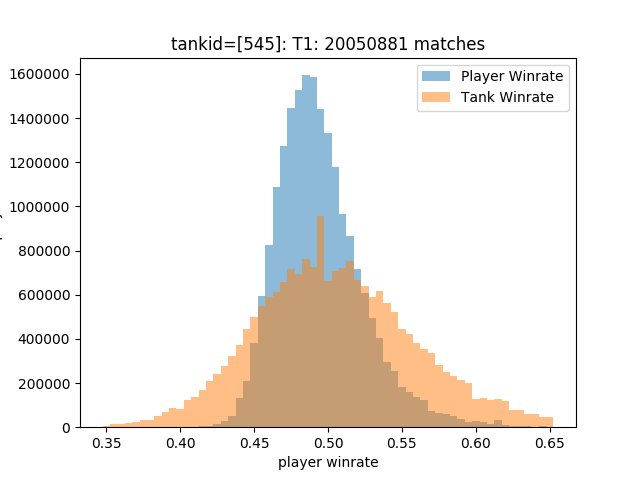 tankid=[545]: T1: 20050881 matches
Player Winrate
Tank Winrate
1600000
1400000
1200000
1000000
800000
600000
400000
200000
0
0.35 0.40 0.45 0.50 0.55 0.60 0.65
player winrate